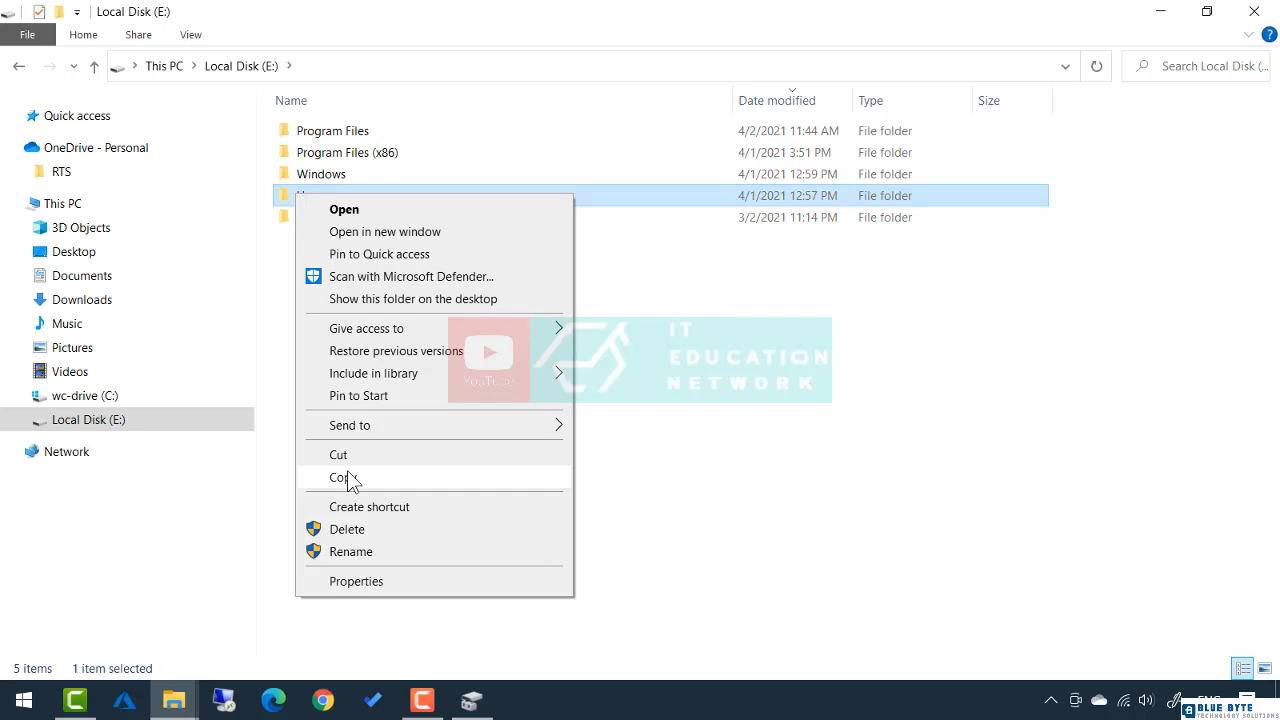 Local Disk (E:)
File Home Share View
This PC Local Disk (E:)
Search Local Disk (...
Name Date modified Type Size
Quick access
OneDrive - Personal
RTS
This PC
3D Objects
Desktop
Documents
Downloads
Music
Pictures
Videos
wc-drive (C:)
Local Disk (E:)
Network
Program Files 4/2/2021 11:44 AM File folder
Program Files (x86) 4/1/2021 3:51 PM File folder
Windows 4/1/2021 12:59 PM File folder
4/1/2021 12:57 PM File folder
3/2/2021 11:14 PM File folder
Open
Open in new window
Pin to Quick access
Scan with Microsoft Defender...
Show this folder on the desktop
Give access to
Restore previous versions
Include in library
Pin to Start
Send to
Cut
Copy
Create shortcut
Delete
Rename
Properties
YouTube
IT
EDUCATION
NETWORK
5 items 1 item selected
BLUE BYTE
TECHNOLOGY SOLUTIONS